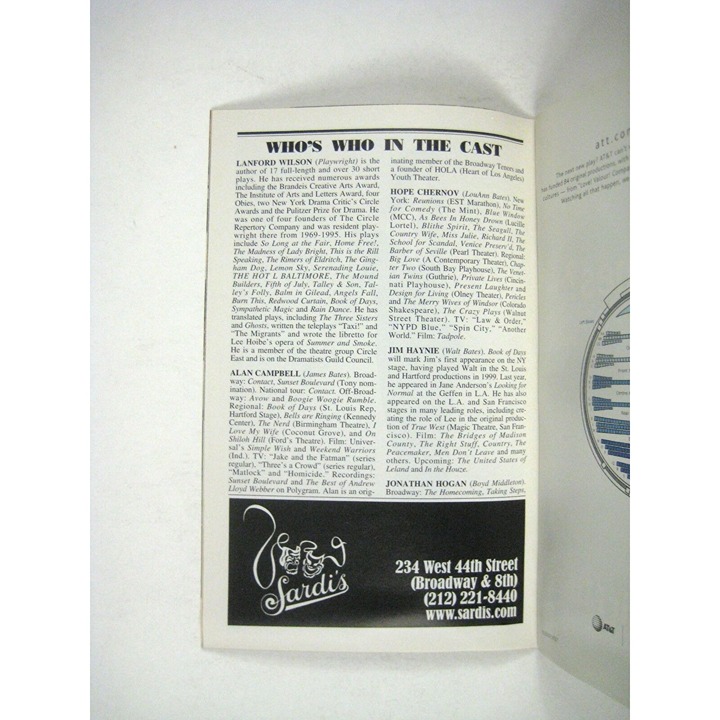 WHO'S WHO IN THE CAST
LANFORD WILSON (Playwright) is the
author of 17 full-length and over 30 short
plays. He has received numerous awards
including the Brandeis Creative Arts Award,
The Institute of Arts and Letters Award, four
Obies, two New York Drama Critic's Circle
Awards and the Pulitzer Prize for Drama. He
was one of four founders of The Circle
Repertory Company and was resident play-
wright there from 1969-1995. His plays
include So Long at the Fair, Home Free!,
The Madness of Lady Bright, This is the Rill
Speaking, The Rimers of Eldritch, The Ging-
ham Dog, Lemon Sky, Serenading Louie,
THE HOT L BALTIMORE, The Mound
Builders, Fifth of July, Talley & Son, Tal-
ley's Folly, Balm in Gilead, Angels Fall,
Burn This, Redwood Curtain, Book of Days,
Sympathetic Magic and Rain Dance. He has
translated plays, including The Three Sisters
and Ghosts, written the teleplays "Taxi!" and
"The Migrants" and wrote the libretto for
Lee Hoibe's opera of Summer and Smoke.
He is a member of the theatre group Circle
East and is on the Dramatists Guild Council.
ALAN CAMPBELL (James Bates). Broad-
way: Contact, Sunset Boulevard (Tony nom-
ination). National tour: Contact. Off-Broad-
way: Avow and Boogie Woogie Rumble.
Regional: Book of Days (St. Louis Rep,
Hartford Stage), Bells are Ringing (Kennedy
Center), The Nerd (Birmingham Theatre), I
Love My Wife (Coconut Grove), and On
Shiloh Hill (Ford's Theatre). Film: Univer-
sal's Simple Wish and Weekend Warriors
(Ind.). TV: "Jake and the Fatman" (series
regular), "Three's a Crowd" (series regular),
"Matlock" and "Homicide." Recordings:
Sunset Boulevard and The Best of Andrew
Lloyd Webber on Polygram. Alan is an orig-
inating member of the Broadway Tenors and
a founder of HOLA (Heart of Los Angeles)
Youth Theater.
HOPE CHERNOV (LouAnn Bates). New
York: Reunions (EST Marathon), No Time
for Comedy (The Mint), Blue Window
(MCC), As Bees In Honey Drown (Lucille
Lortel), Blithe Spirit, The Seagull, The
Country Wife, Miss Julie, Richard II, The
School for Scandal, Venice Preserv'd, The
Barber of Seville (Pearl Theater). Regional:
Big Love (A Contemporary Theater), Chap-
ter Two (South Bay Playhouse), The Venet-
ian Twins (Guthrie), Private Lives (Cincin-
nati Playhouse), Present Laughter and
Design for Living (Olney Theater), Pericles
and The Merry Wives of Windsor (Colorado
Shakespeare), The Crazy Plays (Walnut
Street Theater). TV: "Law & Order,"
"NYPD Blue," "Spin City," "Another
World." Film: Tadpole.
JIM HAYNIE (Walt Bates). Book of Days
will mark Jim's first appearance on the NY
stage, having played Walt in the St. Louis
and Hartford productions in 1999. Last year,
he appeared in Jane Anderson's Looking for
Normal at the Geffen in L.A. He has also
appeared on the L.A. and San Francisco
stages in many leading roles, including cre-
ating the role of Lee in the original produc-
tion of True West (Magic Theatre, San Fran-
cisco). Film: The Bridges of Madison
County, The Right Stuff, Country, The
Peacemaker, Men Don't Leave and many
others. Upcoming: The United States of
Leland and In the Houze.
JONATHAN HOGAN (Boyd Middleton).
Broadway: The Homecoming, Taking Steps,
Sardi's
234 West 44th Street
(Broadway & 8th)
(212) 221-8440
www.sardis.com
att.com
The next new play? AT&T can't
has funded 84 original productions, with
cultures — from
watching all that happen, we
AT&T